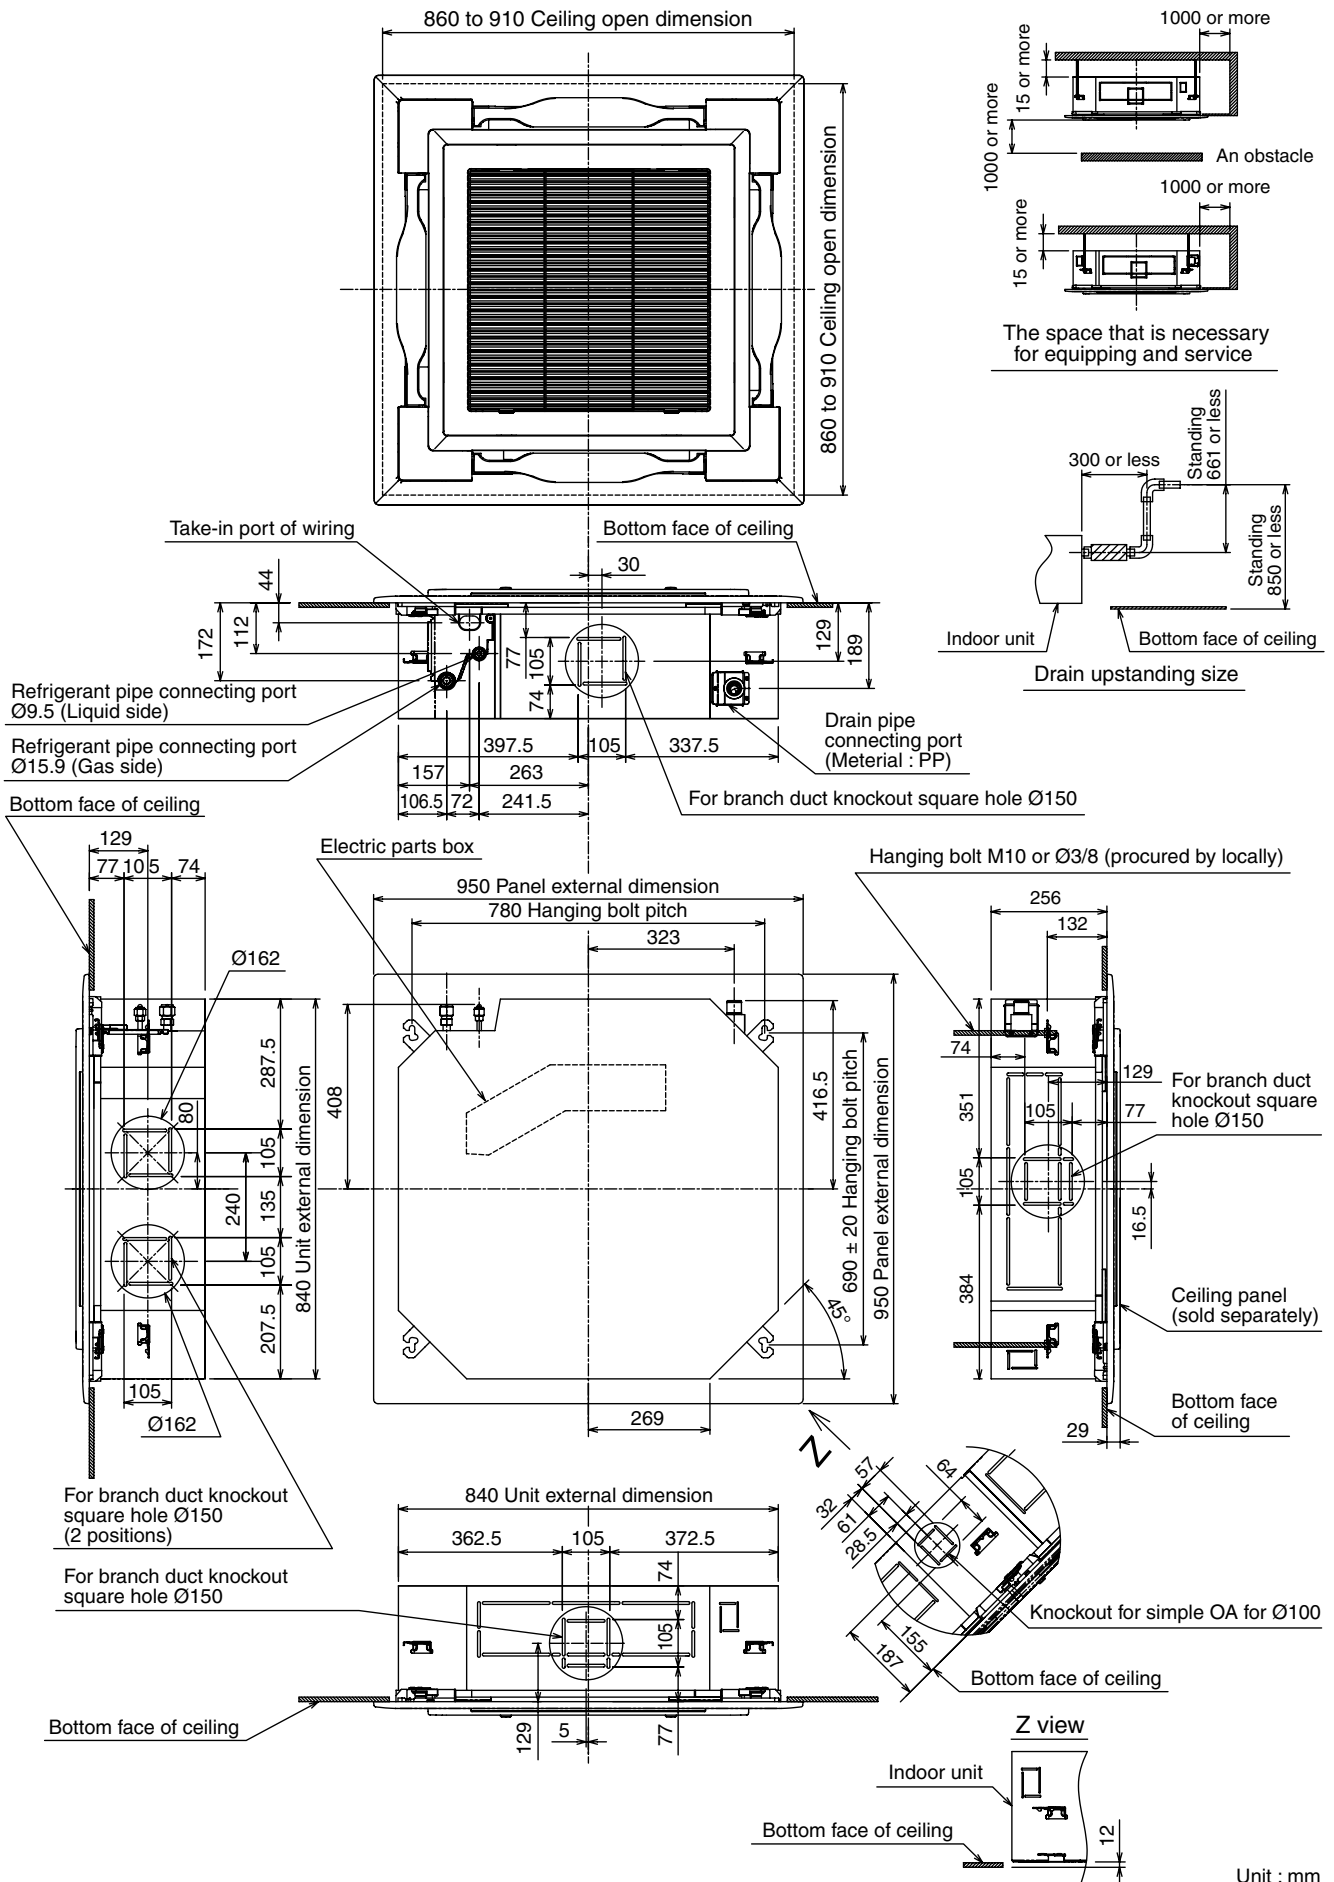 860 to 910 Ceiling open dimension
860 to 910 Ceiling open dimension
1000 or more
15 or more
1000 or more
An obstacle
1000 or more
15 or more
The space that is necessary
for equipping and service
Standing
661 or less
300 or less
Standing
850 or less
Indoor unit
Bottom face of ceiling
Drain upstanding size
Take-in port of wiring
Bottom face of ceiling
30
44
112
172
77
105
74
129
189
Refrigerant pipe connecting port
Ø9.5 (Liquid side)
Refrigerant pipe connecting port
Ø15.9 (Gas side)
Drain pipe
connecting port
(Meterial : PP)
397.5
105
337.5
157
263
106.5
72
241.5
For branch duct knockout square hole Ø150
Bottom face of ceiling
129
77
105
74
Ø162
287.5
80
105
135
240
105
207.5
840 Unit external dimension
105
Ø162
For branch duct knockout
square hole Ø150
(2 positions)
For branch duct knockout
square hole Ø150
Electric parts box
950 Panel external dimension
780 Hanging bolt pitch
323
408
416.5
690 ± 20 Hanging bolt pitch
950 Panel external dimension
45°
269
Z
Hanging bolt M10 or Ø3/8 (procured by locally)
256
132
74
351
129
105
77
105
16.5
384
For branch duct
knockout square
hole Ø150
Ceiling panel
(sold separately)
Bottom face
of ceiling
29
840 Unit external dimension
362.5
105
372.5
74
105
129
5
77
Bottom face of ceiling
57
64
32
61
28.5
155
187
Knockout for simple OA for Ø100
Bottom face of ceiling
Z view
Indoor unit
Bottom face of ceiling
12
Unit : mm